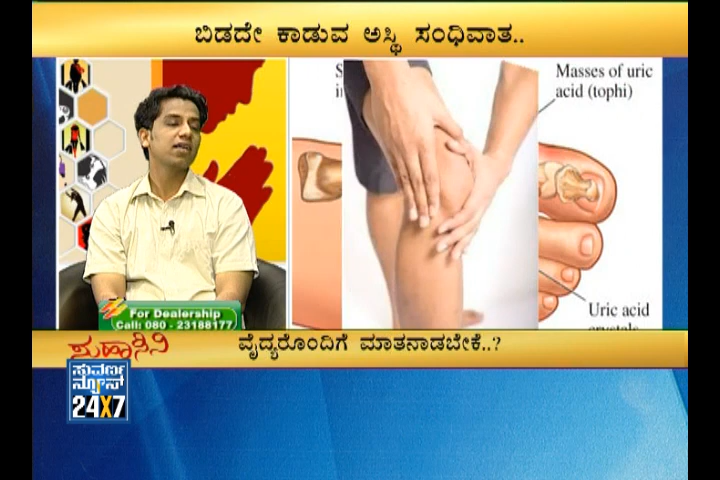 ಬಿಡದೇ ಕಾಡುವ ಅಸ್ಥಿ ಸಂಧಿವಾತ..
Masses of uric
acid (tophi)
Uric acid
crystals
For Dealership
Call: 080 - 23188177
ಸುಹಾಸಿನಿ
ವೈದ್ಯರೊಂದಿಗೆ ಮಾತನಾಡಬೇಕೆ..?
ಸುವರ್ಣ
ನ್ಯೂಸ್
24X7